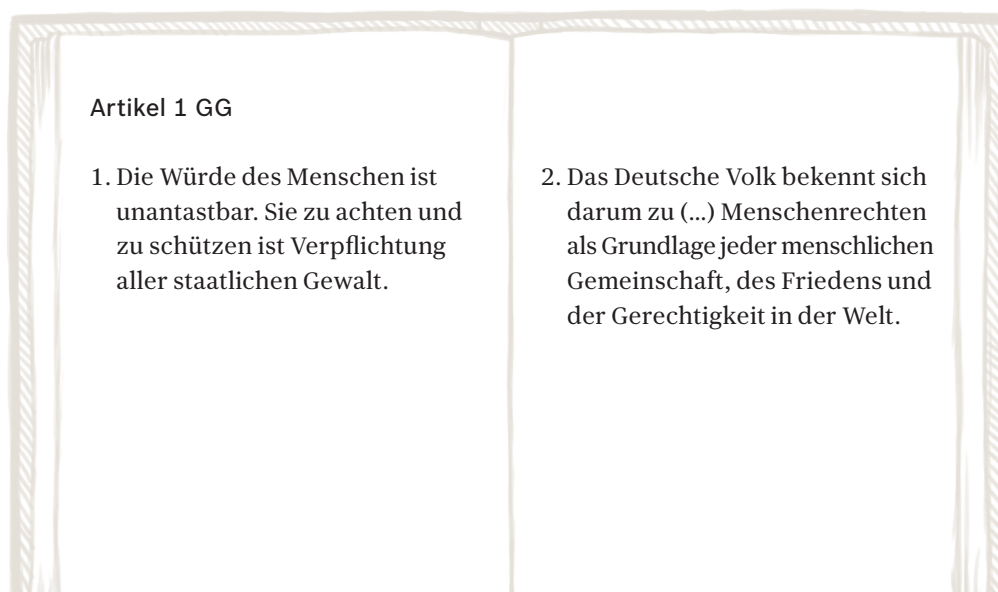 Artikel 1 GG
1. Die Würde des Menschen ist
unantastbar. Sie zu achten und
zu schützen ist Verpflichtung
aller staatlichen Gewalt.
2. Das Deutsche Volk bekennt sich
darum zu (...) Menschenrechten
als Grundlage jeder menschlichen
Gemeinschaft, des Friedens und
der Gerechtigkeit in der Welt.